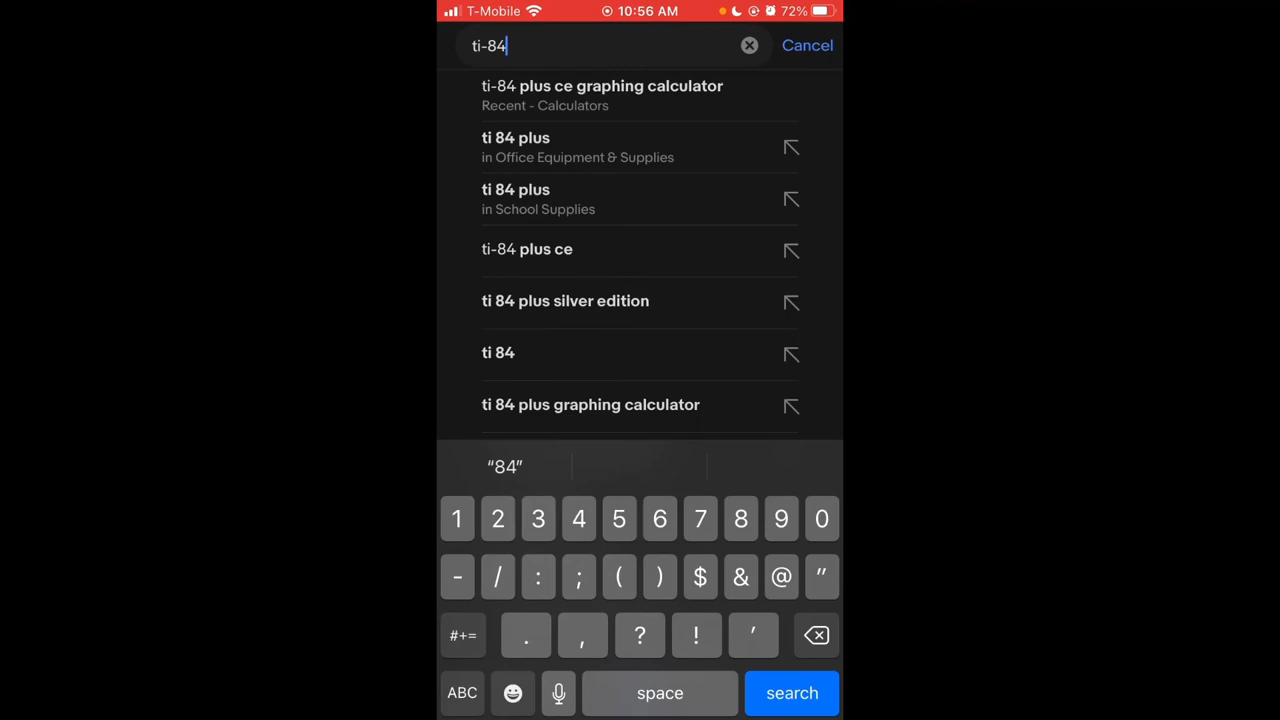 T-Mobile 10:56 AM 72%
ti-84 Cancel
ti-84 plus ce graphing calculator
Recent - Calculators
ti 84 plus
in Office Equipment & Supplies
ti 84 plus
in School Supplies
ti-84 plus ce
ti 84 plus silver edition
ti 84
ti 84 plus graphing calculator
“84”
1 2 3 4 5 6 7 8 9 0
- / : ; ( ) $ & @ ”
#+= . , ? ! ’
ABC space search